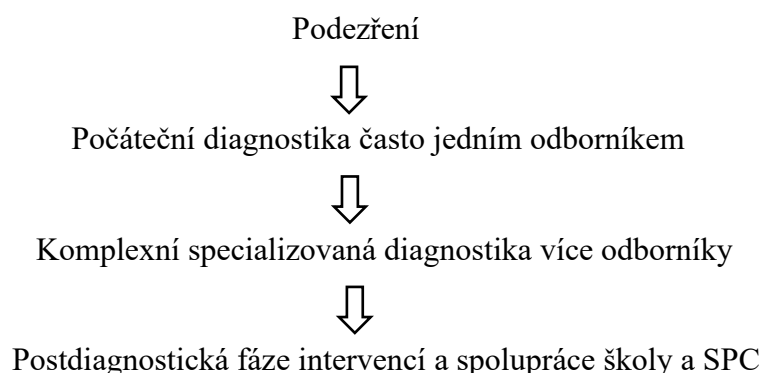 Podezření
Počáteční diagnostika často jedním odborníkem
Komplexní specializovaná diagnostika více odborníky
Postdiagnostická fáze intervencí a spolupráce školy a SPC